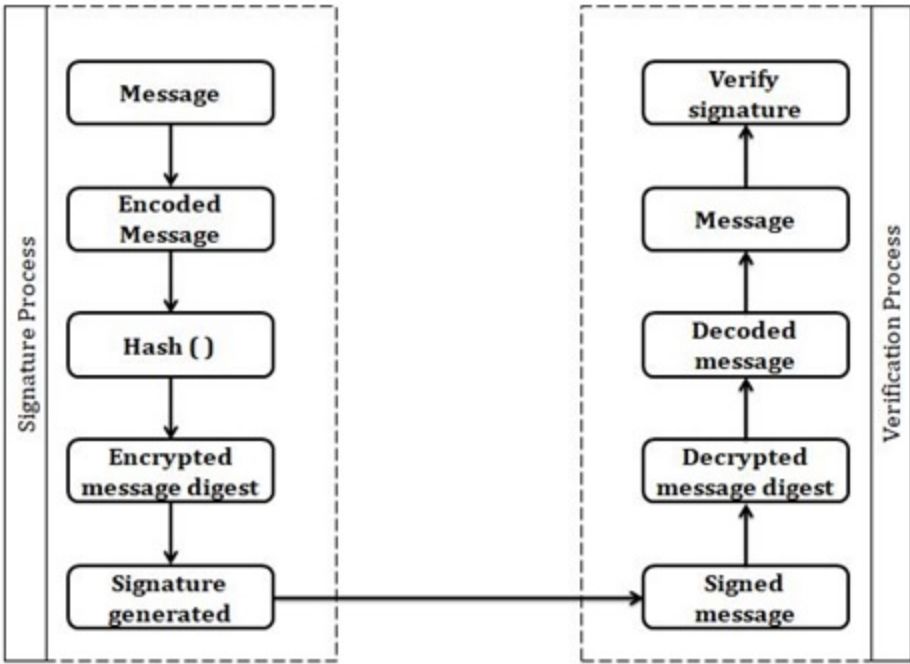 Signature Process
Message
Encoded
Message
Hash ( )
Encrypted
message digest
Signature
generated
Verify
signature
Message
Decoded
message
Decrypted
message digest
Signed
message
Verification Process